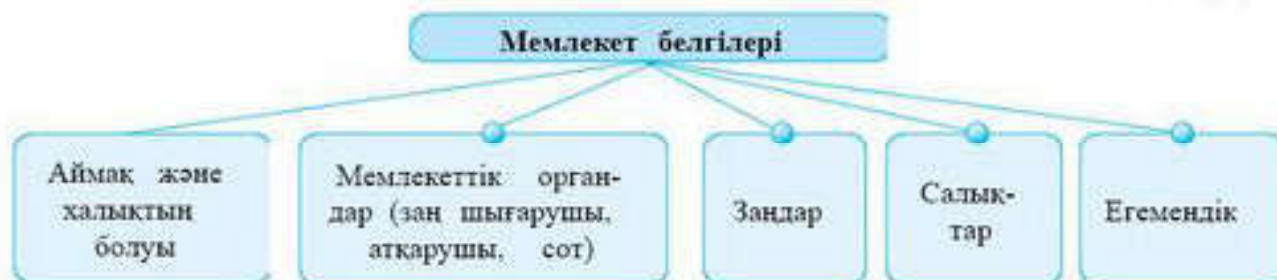 Мемлекет белгілері
Аймақ және
халықтың
болуы
Мемлекеттік орган-
дар (заң шығарушы,
атқарушы, сот)
Заңдар
Салық-
тар
Егемендік